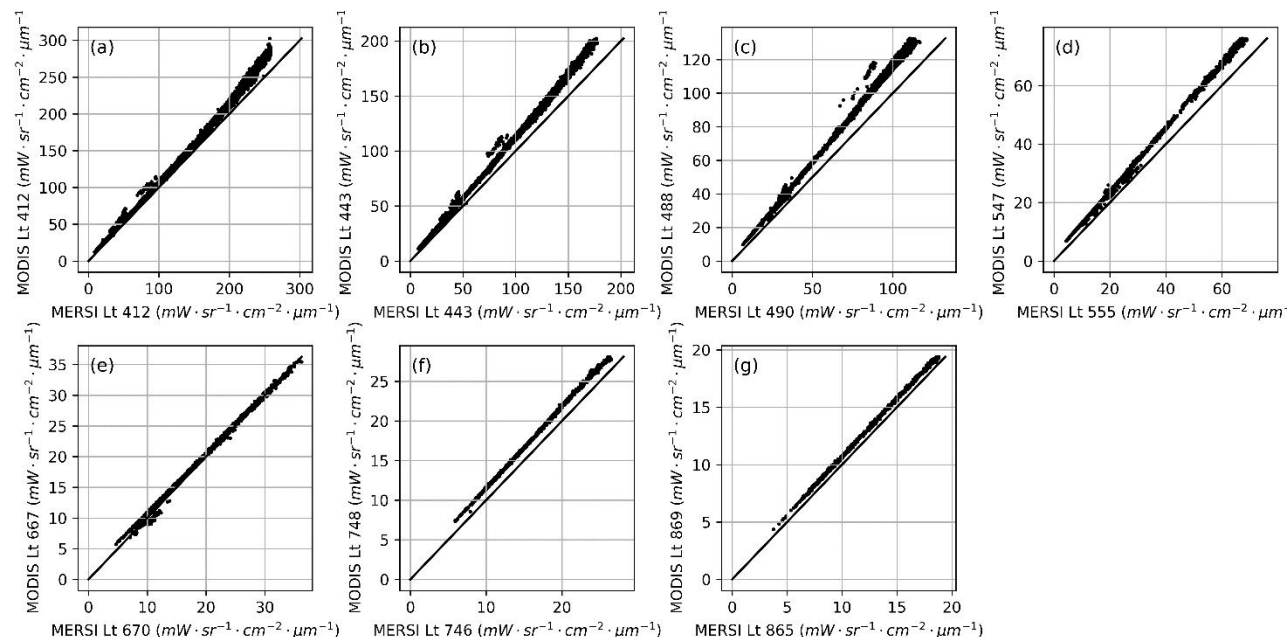 (a)
MODIS Lt 412 (mW · sr⁻¹ · cm⁻² · μm⁻¹)
300
250
200
150
100
50
0
0 100 200 300
MERSI Lt 412 (mW · sr⁻¹ · cm⁻² · μm⁻¹)
(b)
MODIS Lt 443 (mW · sr⁻¹ · cm⁻² · μm⁻¹)
200
150
100
50
0
0 50 100 150 200
MERSI Lt 443 (mW · sr⁻¹ · cm⁻² · μm⁻¹)
(c)
MODIS Lt 488 (mW · sr⁻¹ · cm⁻² · μm⁻¹)
120
100
80
60
40
20
0
0 50 100
MERSI Lt 490 (mW · sr⁻¹ · cm⁻² · μm⁻¹)
(d)
MODIS Lt 547 (mW · sr⁻¹ · cm⁻² · μm⁻¹)
60
40
20
0
0 20 40 60
MERSI Lt 555 (mW · sr⁻¹ · cm⁻² · μm⁻¹)
(e)
MODIS Lt 667 (mW · sr⁻¹ · cm⁻² · μm⁻¹)
35
30
25
20
15
10
5
0
0 10 20 30
MERSI Lt 670 (mW · sr⁻¹ · cm⁻² · μm⁻¹)
(f)
MODIS Lt 748 (mW · sr⁻¹ · cm⁻² · μm⁻¹)
25
20
15
10
5
0
0 10 20
MERSI Lt 746 (mW · sr⁻¹ · cm⁻² · μm⁻¹)
(g)
MODIS Lt 869 (mW · sr⁻¹ · cm⁻² · μm⁻¹)
20
15
10
5
0
0 5 10 15 20
MERSI Lt 865 (mW · sr⁻¹ · cm⁻² · μm⁻¹)